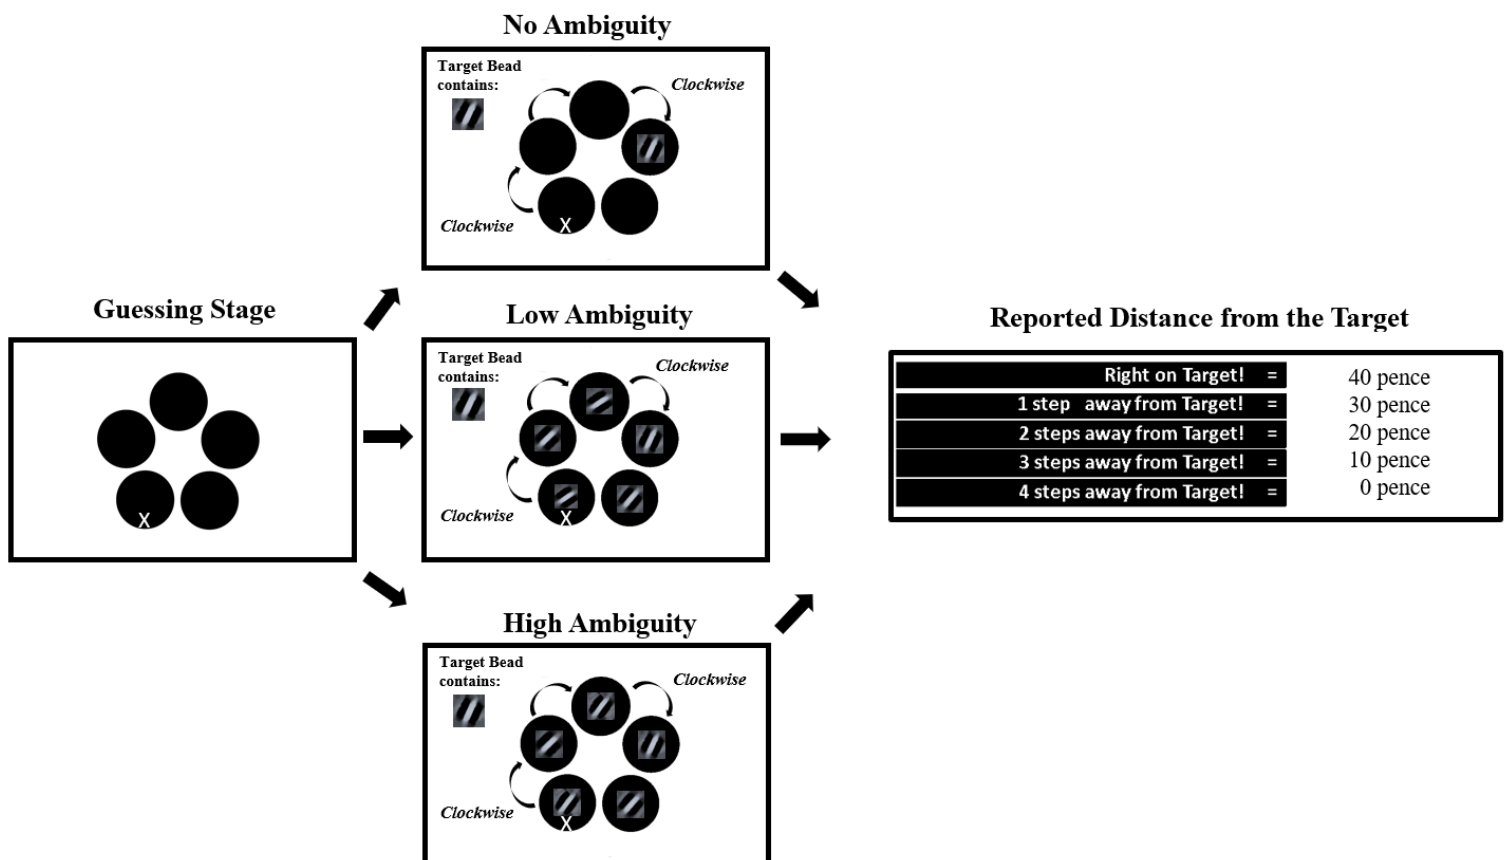 No Ambiguity
Target Bead
contains:
Clockwise
Clockwise
X
Guessing Stage
X
Low Ambiguity
Target Bead
contains:
Clockwise
Clockwise
X
High Ambiguity
Target Bead
contains:
Clockwise
Clockwise
X
Reported Distance from the Target
Right on Target! = 40 pence
1 step away from Target! = 30 pence
2 steps away from Target! = 20 pence
3 steps away from Target! = 10 pence
4 steps away from Target! = 0 pence